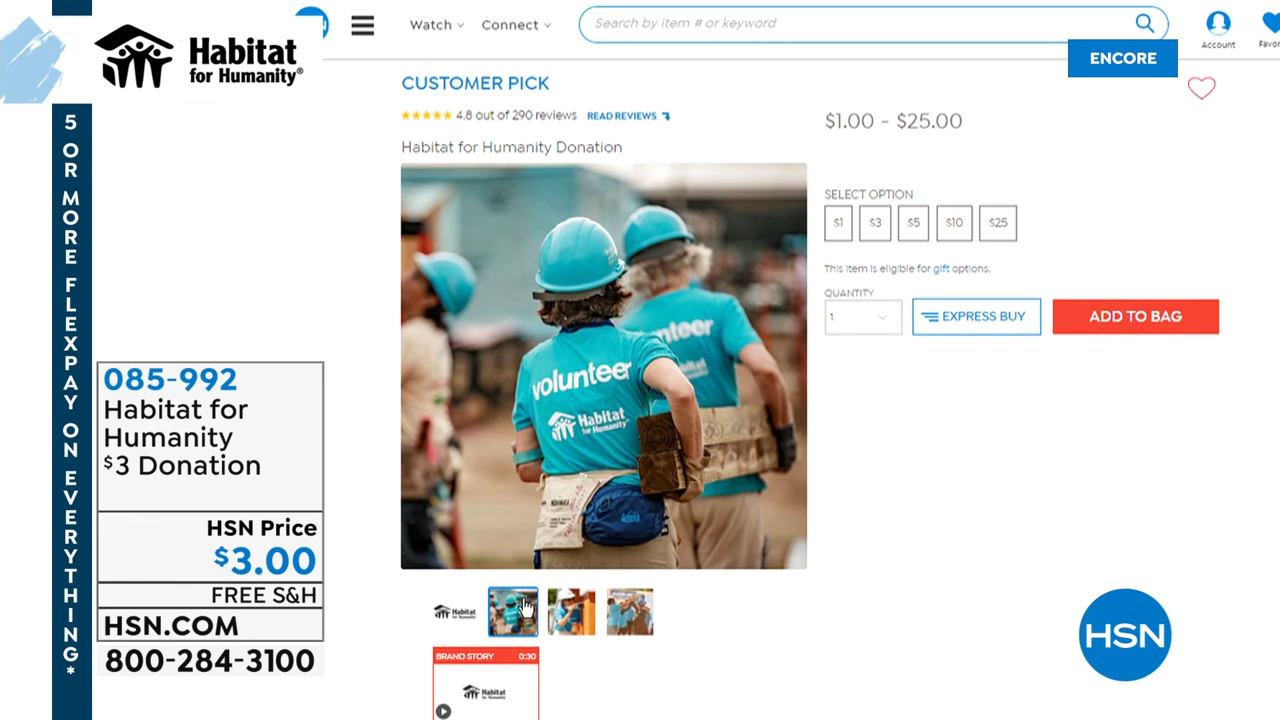 Habitat
for Humanity®
5 OR MORE FLEXPAY ON EVERYTHING*
085-992
Habitat for
Humanity
$3 Donation
HSN Price
$3.00
FREE S&H
HSN.COM
800-284-3100
Watch
Connect
Search by item # or keyword
Account
Favor
ENCORE
CUSTOMER PICK
4.8 out of 290 reviews
READ REVIEWS
Habitat for Humanity Donation
volunteer
Habitat
for Humanity®
nteer
$1.00 - $25.00
SELECT OPTION
$1 $3 $5 $10 $25
This item is eligible for gift options.
QUANTITY
1
EXPRESS BUY
ADD TO BAG
Habitat
BRAND STORY 0:30
Habitat
HSN